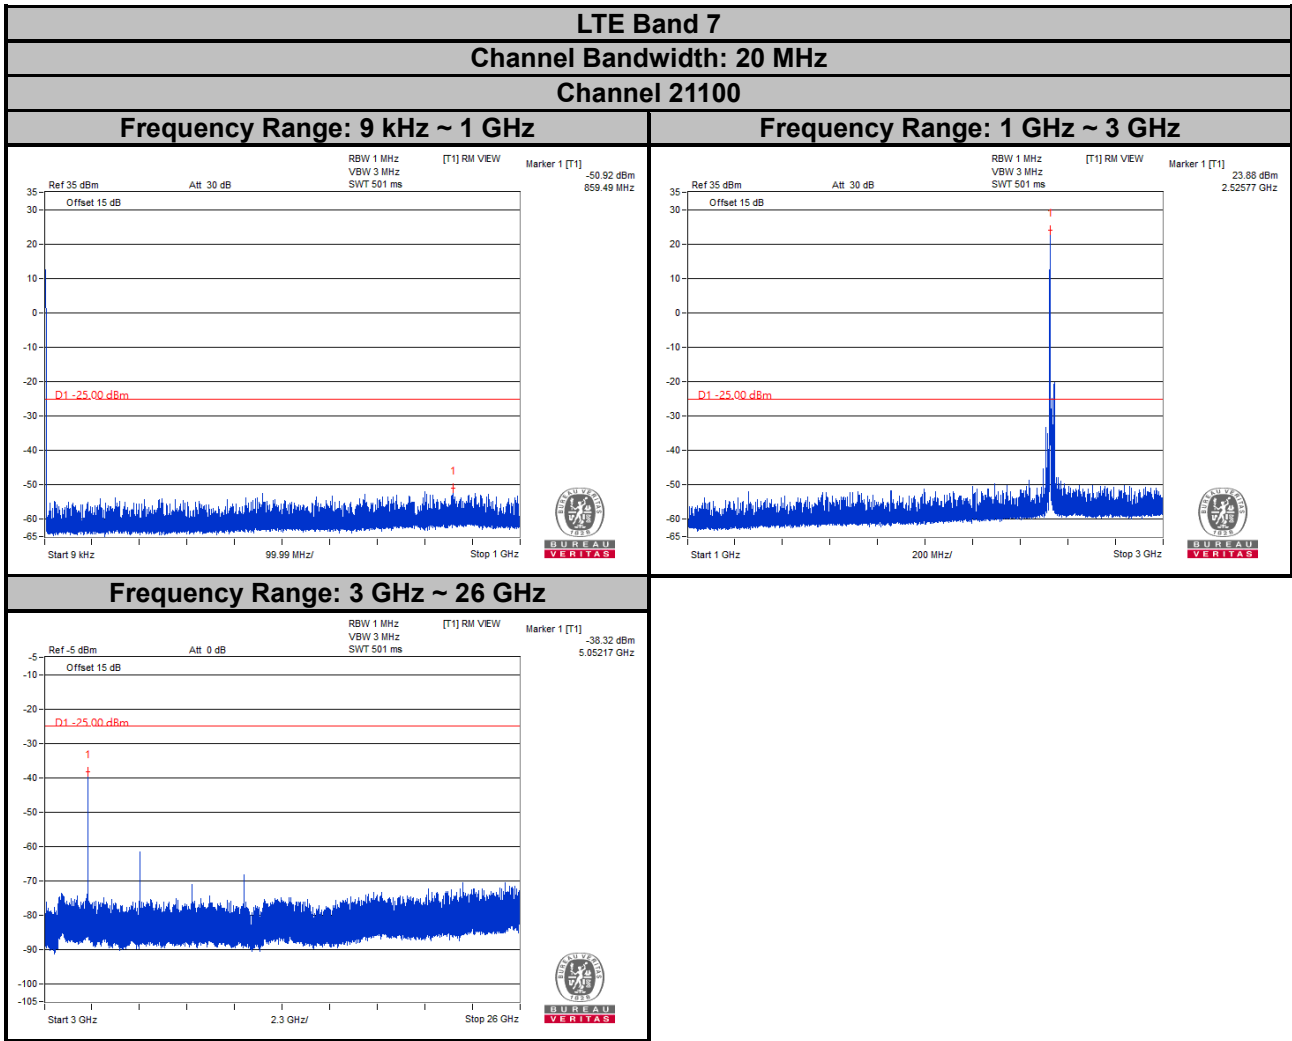 LTE Band 7
Channel Bandwidth: 20 MHz
Channel 21100
Frequency Range: 9 kHz ~ 1 GHz
RBW 1 MHz
[T1] RM VIEW
Marker 1 [T1]
VBW 3 MHz
-50.92 dBm
Ref 35 dBm
Att 30 dB
SWT 501 ms
859.49 MHz
35
Offset 15 dB
30
20
10
0
-10
-20
D1 -25.00 dBm
-30
-40
1
-50
-60
-65
Start 9 kHz
99.99 MHz/
Stop 1 GHz
BUREAU VERITAS
1828
BUREAU
VERITAS
Frequency Range: 1 GHz ~ 3 GHz
RBW 1 MHz
[T1] RM VIEW
Marker 1 [T1]
VBW 3 MHz
23.88 dBm
Ref 35 dBm
Att 30 dB
SWT 501 ms
2.52577 GHz
35
Offset 15 dB
30
1
20
10
0
-10
-20
D1 -25.00 dBm
-30
-40
-50
-60
-65
Start 1 GHz
200 MHz/
Stop 3 GHz
BUREAU VERITAS
1828
BUREAU
VERITAS
Frequency Range: 3 GHz ~ 26 GHz
RBW 1 MHz
[T1] RM VIEW
Marker 1 [T1]
VBW 3 MHz
-38.32 dBm
Ref -5 dBm
Att 0 dB
SWT 501 ms
5.05217 GHz
-5
Offset 15 dB
-10
-20
D1 -25.00 dBm
-30
1
-40
-50
-60
-70
-80
-90
-100
-105
Start 3 GHz
2.3 GHz/
Stop 26 GHz
BUREAU VERITAS
1828
BUREAU
VERITAS